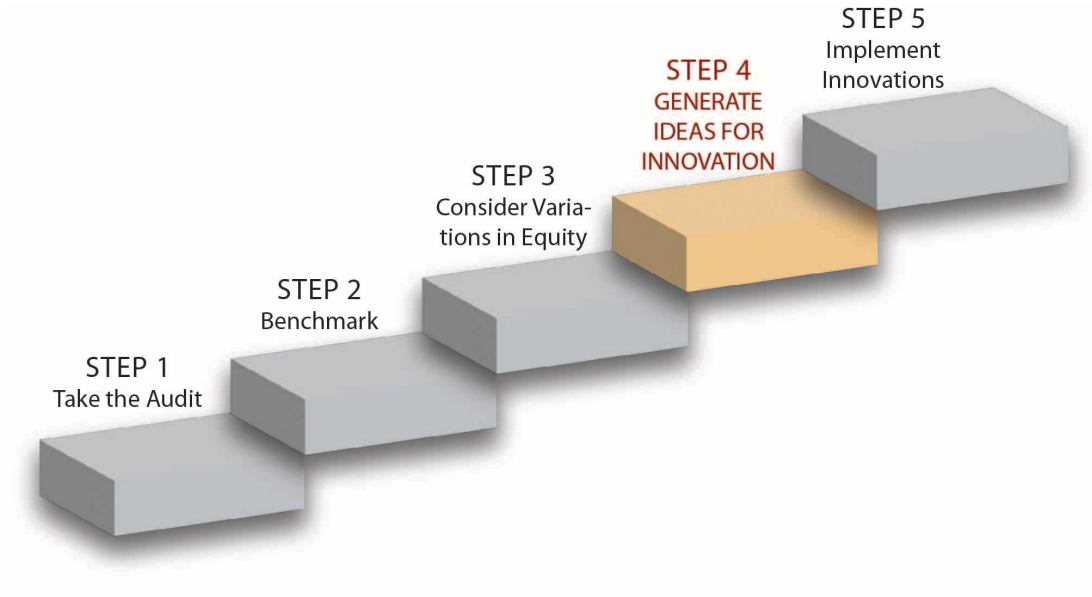 STEP 1
Take the Audit
STEP 2
Benchmark
STEP 3
Consider Varia-
tions in Equity
STEP 4
GENERATE
IDEAS FOR
INNOVATION
STEP 5
Implement
Innovations